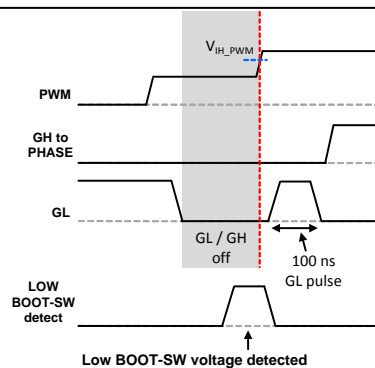 V_IH_PWM
PWM
GH to
PHASE
GL
GL / GH
off
100 ns
GL pulse
LOW
BOOT-SW
detect
Low BOOT-SW voltage detected